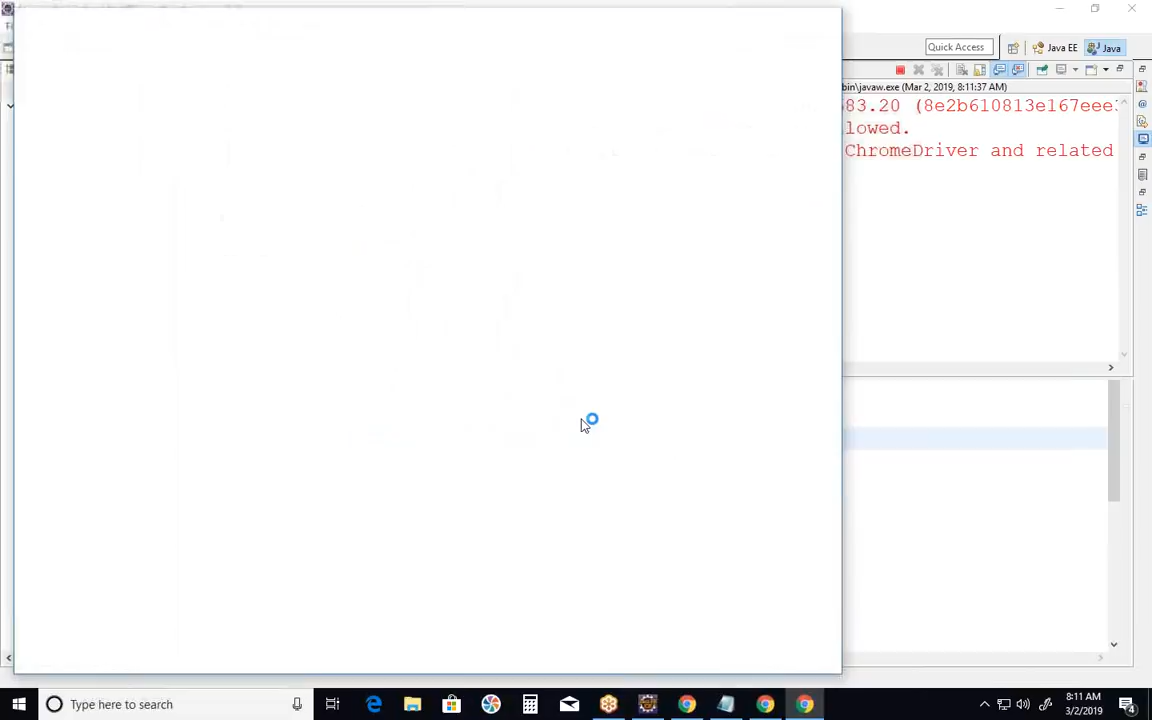 Quick Access
Java EE
Java
bin\javaw.exe (Mar 2, 2019, 8:11:37 AM)
83.20 (8e2b610813e167eee
lowed.
ChromeDriver and related
Type here to search
8:11 AM
3/2/2019
4